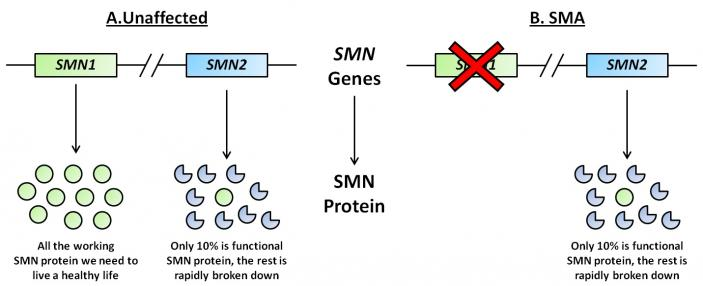 A.Unaffected
SMN1
SMN2
All the working
SMN protein we need to
live a healthy life
Only 10% is functional
SMN protein, the rest is
rapidly broken down
SMN
Genes
SMN
Protein
B. SMA
SMN2
Only 10% is functional
SMN protein, the rest is
rapidly broken down